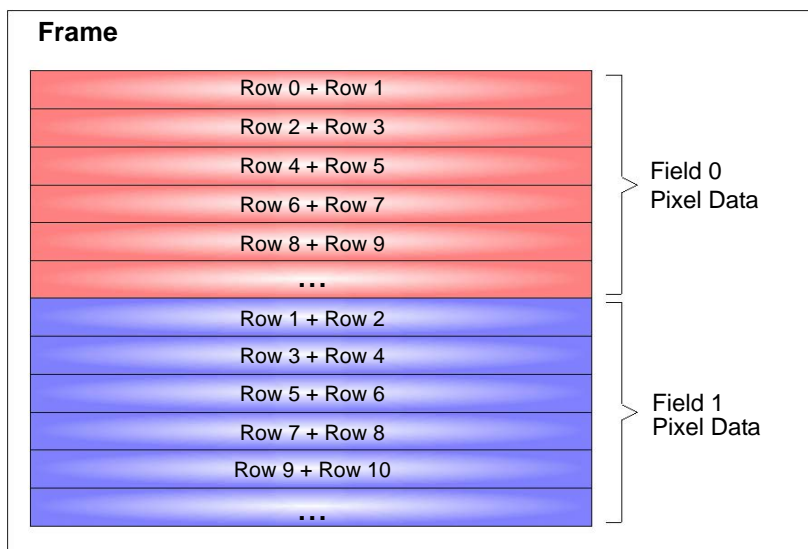 Frame
Row 0 + Row 1
Row 2 + Row 3
Row 4 + Row 5
Row 6 + Row 7
Row 8 + Row 9
...
Field 0
Pixel Data
Row 1 + Row 2
Row 3 + Row 4
Row 5 + Row 6
Row 7 + Row 8
Row 9 + Row 10
...
Field 1
Pixel Data